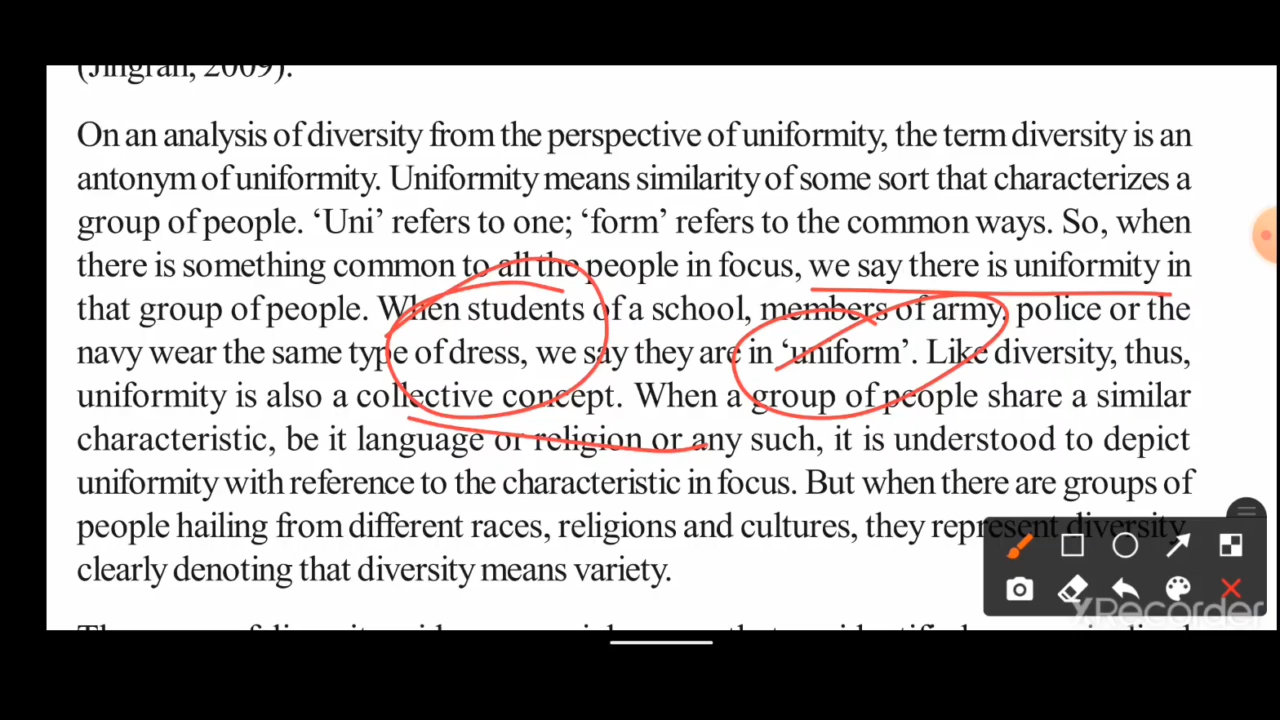 (Jingran, 2009).
On an analysis of diversity from the perspective of uniformity, the term diversity is an
antonym of uniformity. Uniformity means similarity of some sort that characterizes a
group of people. ‘Uni’ refers to one; ‘form’ refers to the common ways. So, when
there is something common to all the people in focus, we say there is uniformity in
that group of people. When students of a school, members of army, police or the
navy wear the same type of dress, we say they are in ‘uniform’. Like diversity, thus,
uniformity is also a collective concept. When a group of people share a similar
characteristic, be it language or religion or any such, it is understood to depict
uniformity with reference to the characteristic in focus. But when there are groups of
people hailing from different races, religions and cultures, they represent diversity
clearly denoting that diversity means variety.
XRecorder